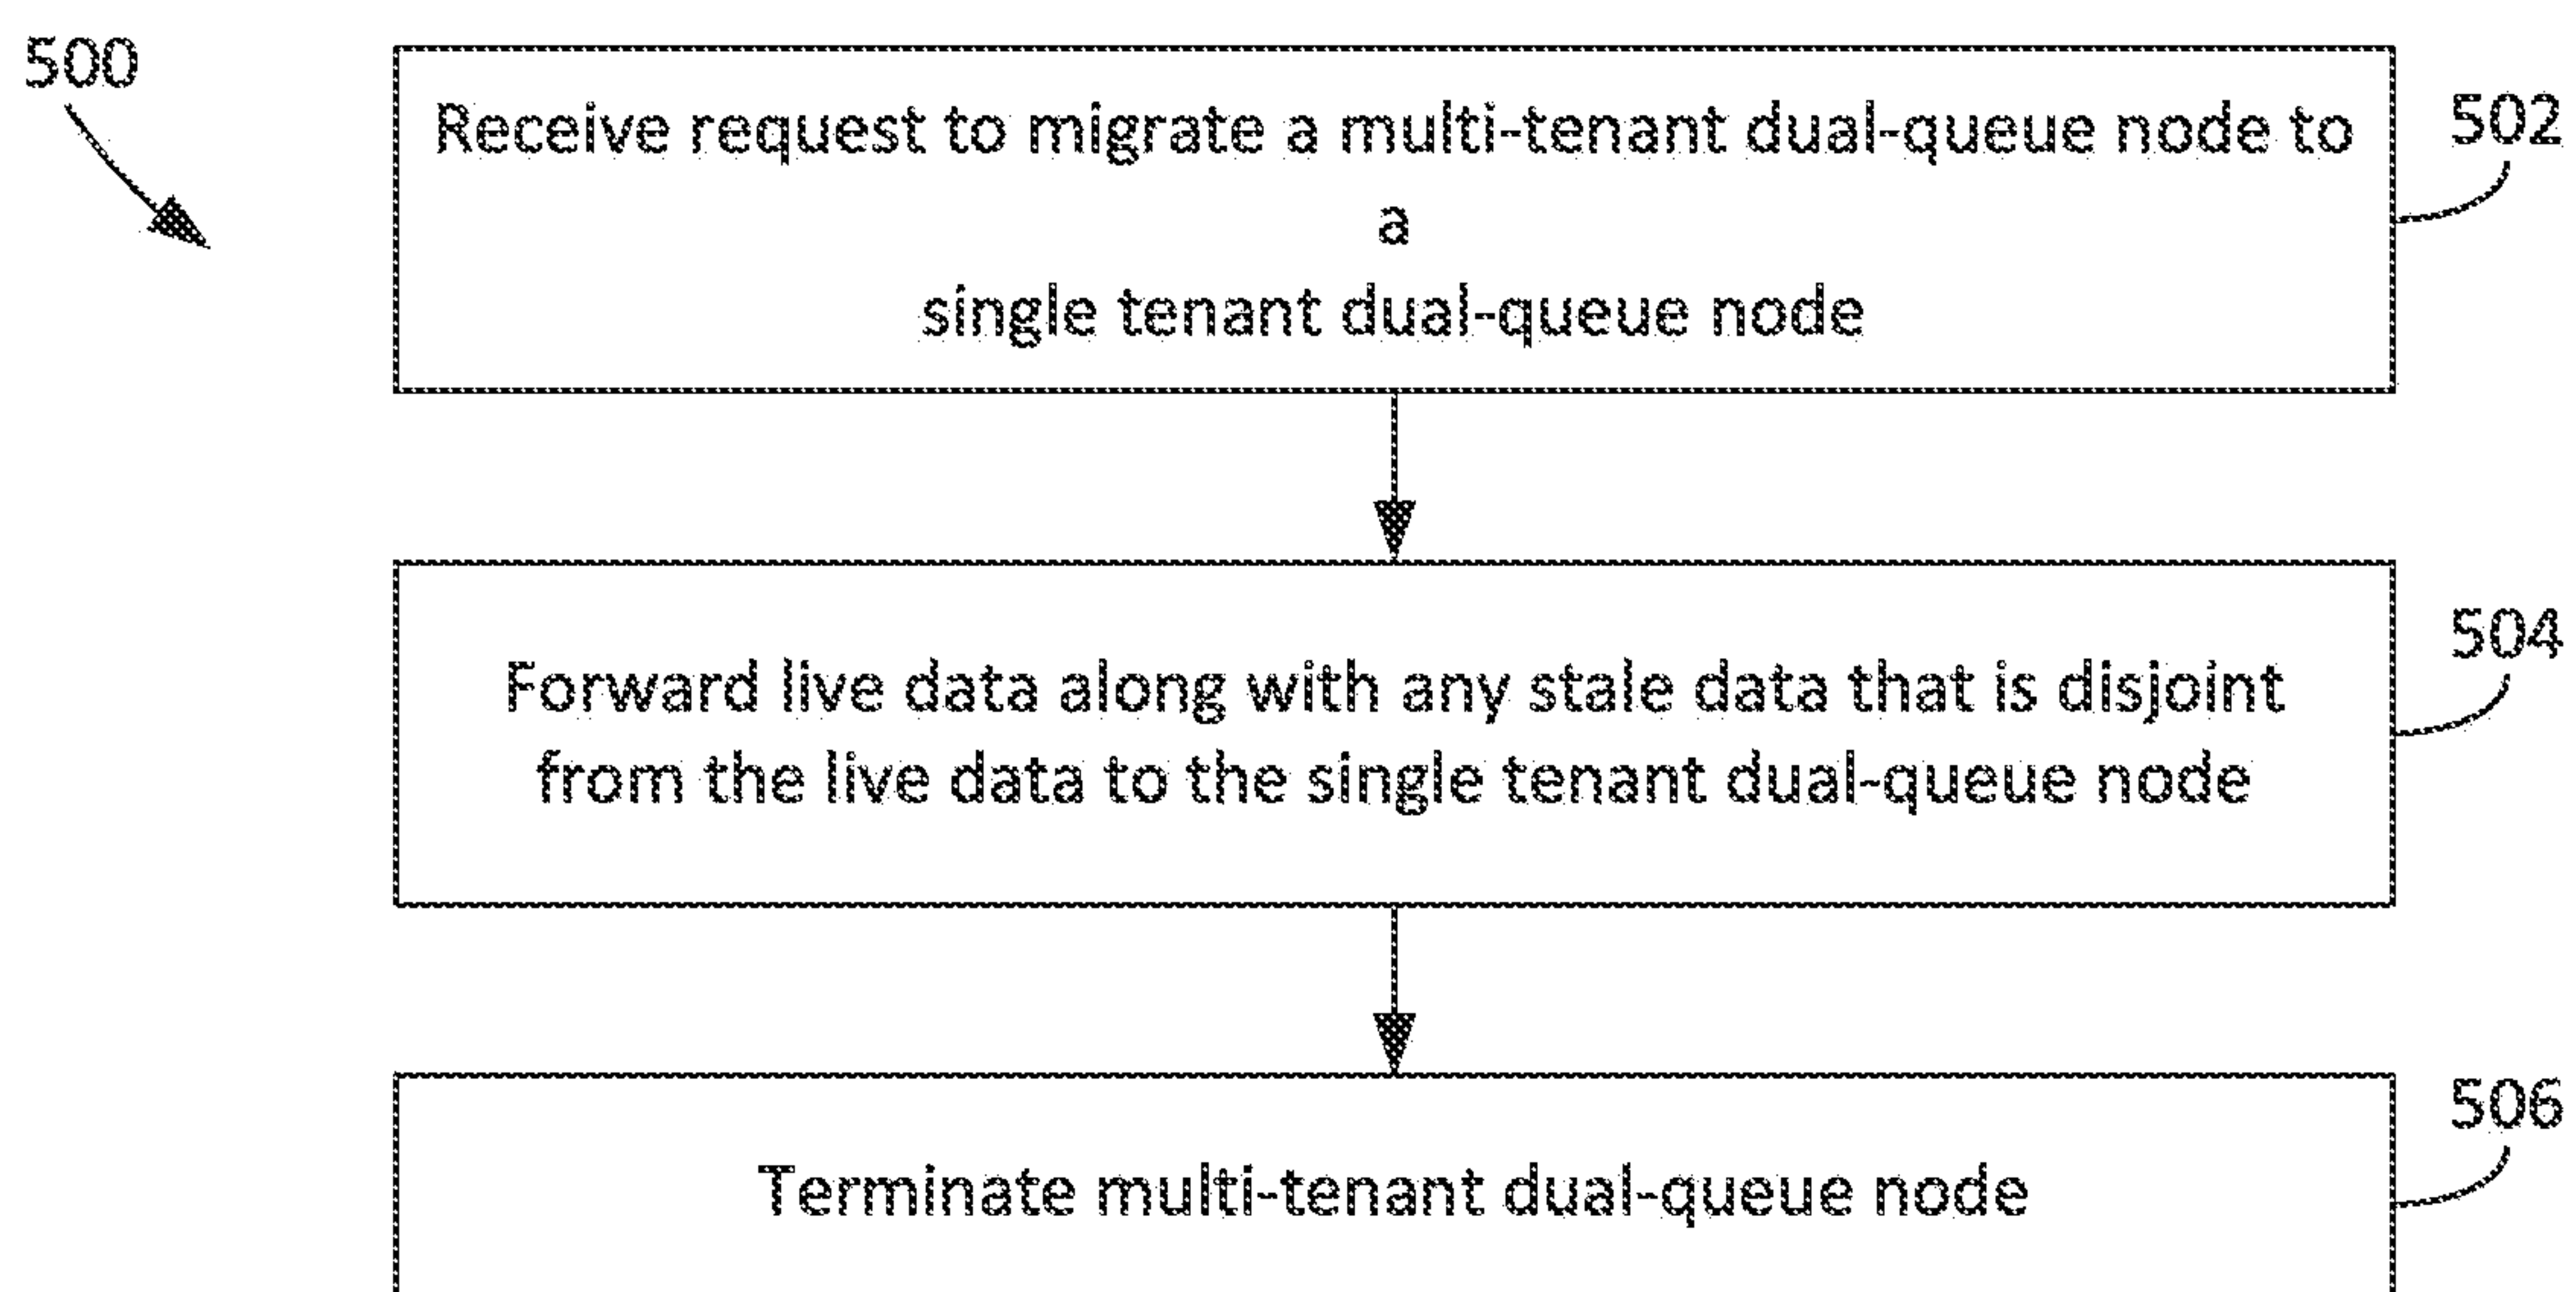 500
Receive request to migrate a multi-tenant dual-queue node to
a
single tenant dual-queue node
502
Forward live data along with any stale data that is disjoint
from the live data to the single tenant dual-queue node
504
Terminate multi-tenant dual-queue node
506